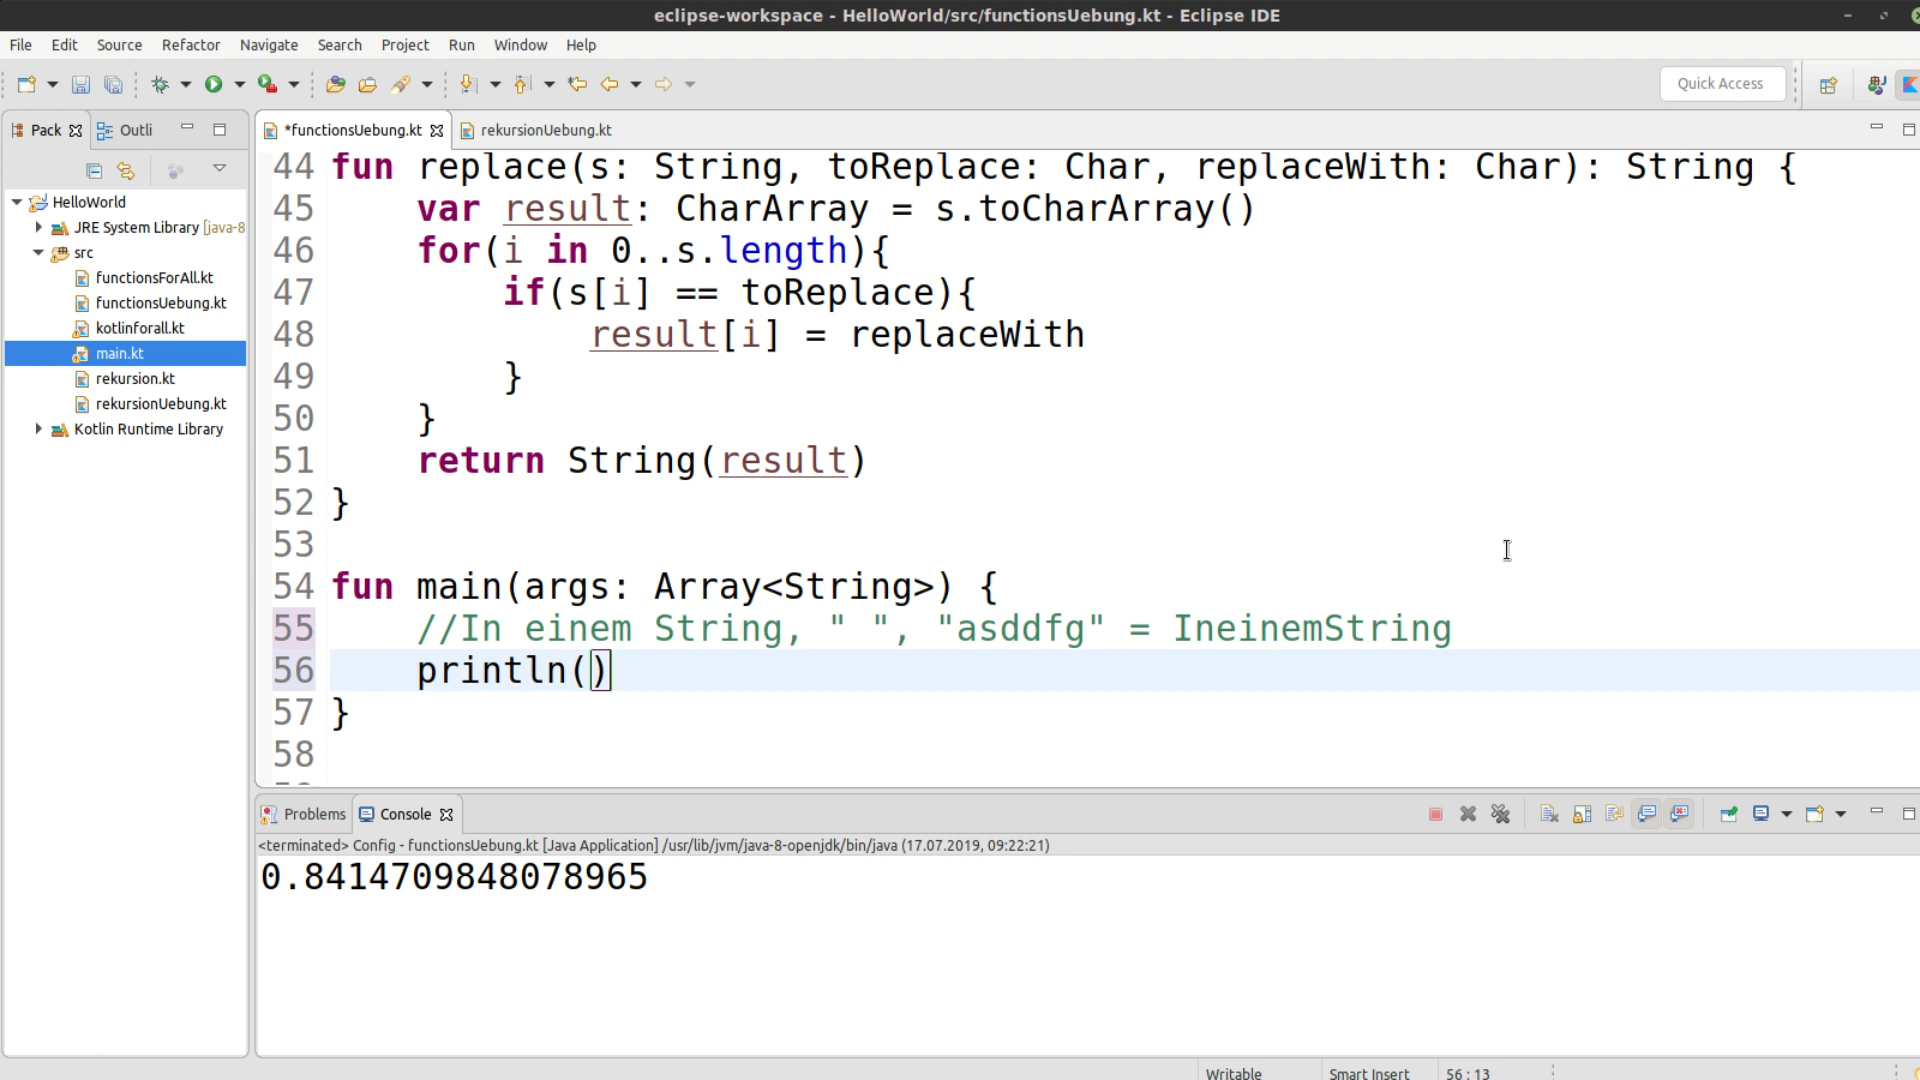 eclipse-workspace - HelloWorld/src/functionsUebung.kt - Eclipse IDE
File Edit Source Refactor Navigate Search Project Run Window Help
Quick Access
Pack Outli
*functionsUebung.kt rekursionUebung.kt
HelloWorld
JRE System Library [java-8
src
functionsForAll.kt
functionsUebung.kt
kotlinforall.kt
main.kt
rekursion.kt
rekursionUebung.kt
Kotlin Runtime Library
44 fun replace(s: String, toReplace: Char, replaceWith: Char): String {
45 var result: CharArray = s.toCharArray()
46 for(i in 0..s.length){
47 if(s[i] == toReplace){
48 result[i] = replaceWith
49 }
50 }
51 return String(result)
52 }
53
54 fun main(args: Array<String>) {
55 //In einem String, " ", "asddfg" = IneinemString
56 println()
57 }
58
Problems Console
<terminated> Config - functionsUebung.kt [Java Application] /usr/lib/jvm/java-8-openjdk/bin/java (17.07.2019, 09:22:21)
0.8414709848078965
Writable Smart Insert 56 : 13